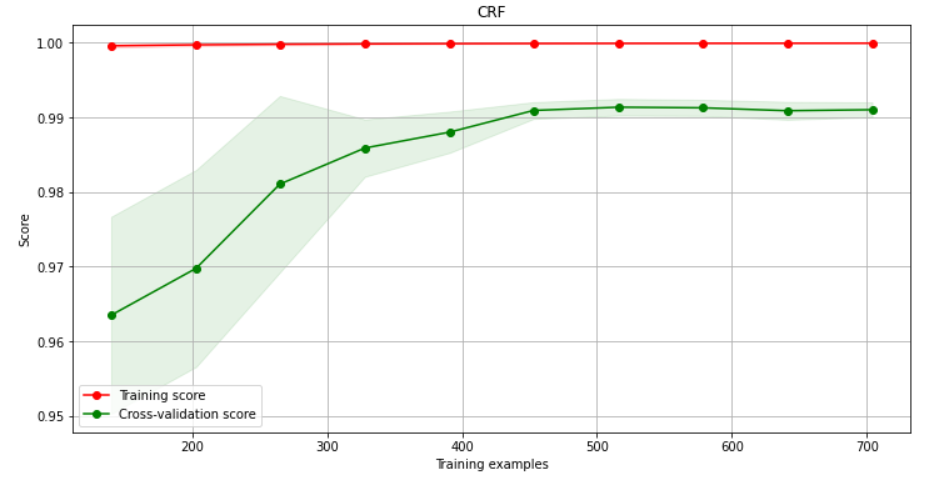 CRF
1.00
0.99
0.98
0.97
0.96
0.95
Score
Training score
Cross-validation score
200 300 400 500 600 700
Training examples